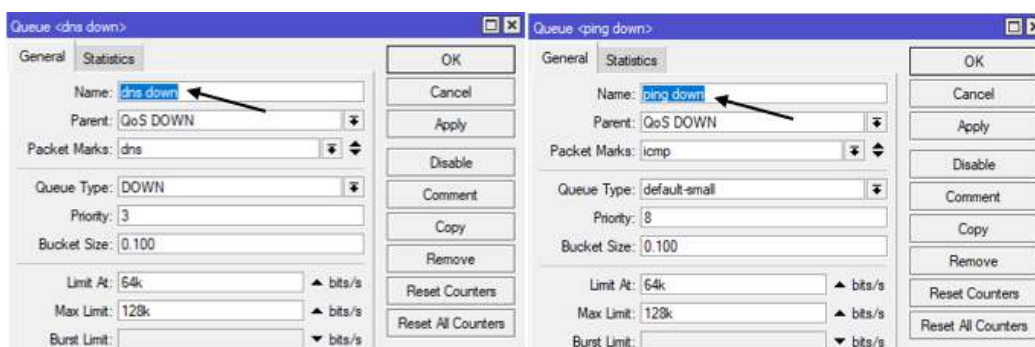 Queue <dns down>
General Statistics
Name: dns down
Parent: QoS DOWN
Packet Marks: dns
Queue Type: DOWN
Priority: 3
Bucket Size: 0.100
Limit At: 64k bits/s
Max Limit: 128k bits/s
Burst Limit: bits/s
OK
Cancel
Apply
Disable
Comment
Copy
Remove
Reset Counters
Reset All Counters
Queue <ping down>
General Statistics
Name: ping down
Parent: QoS DOWN
Packet Marks: icmp
Queue Type: default-small
Priority: 8
Bucket Size: 0.100
Limit At: 64k bits/s
Max Limit: 128k bits/s
Burst Limit: bits/s
OK
Cancel
Apply
Disable
Comment
Copy
Remove
Reset Counters
Reset All Counters